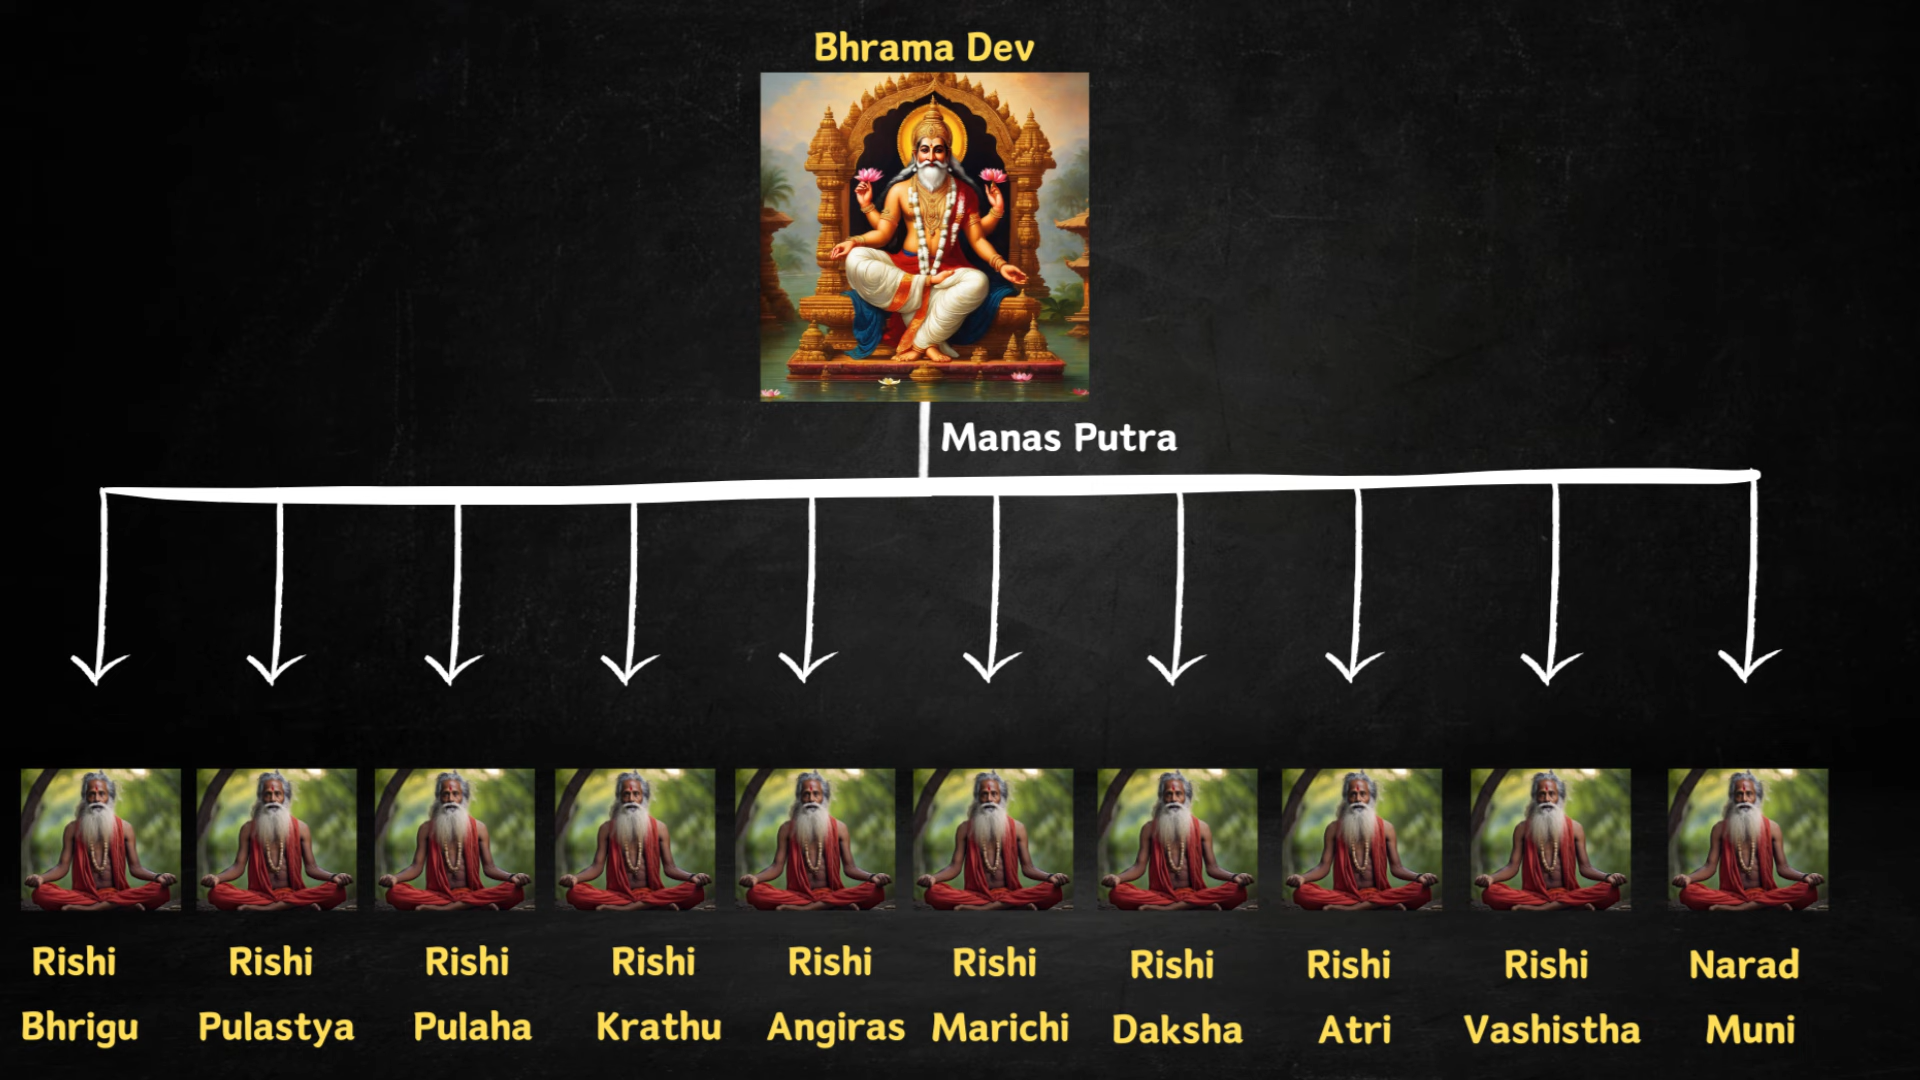 Bhrama Dev
Manas Putra
Rishi Bhrigu
Rishi Pulastya
Rishi Pulaha
Rishi Krathu
Rishi Angiras
Rishi Marichi
Rishi Daksha
Rishi Atri
Rishi Vashistha
Narad Muni